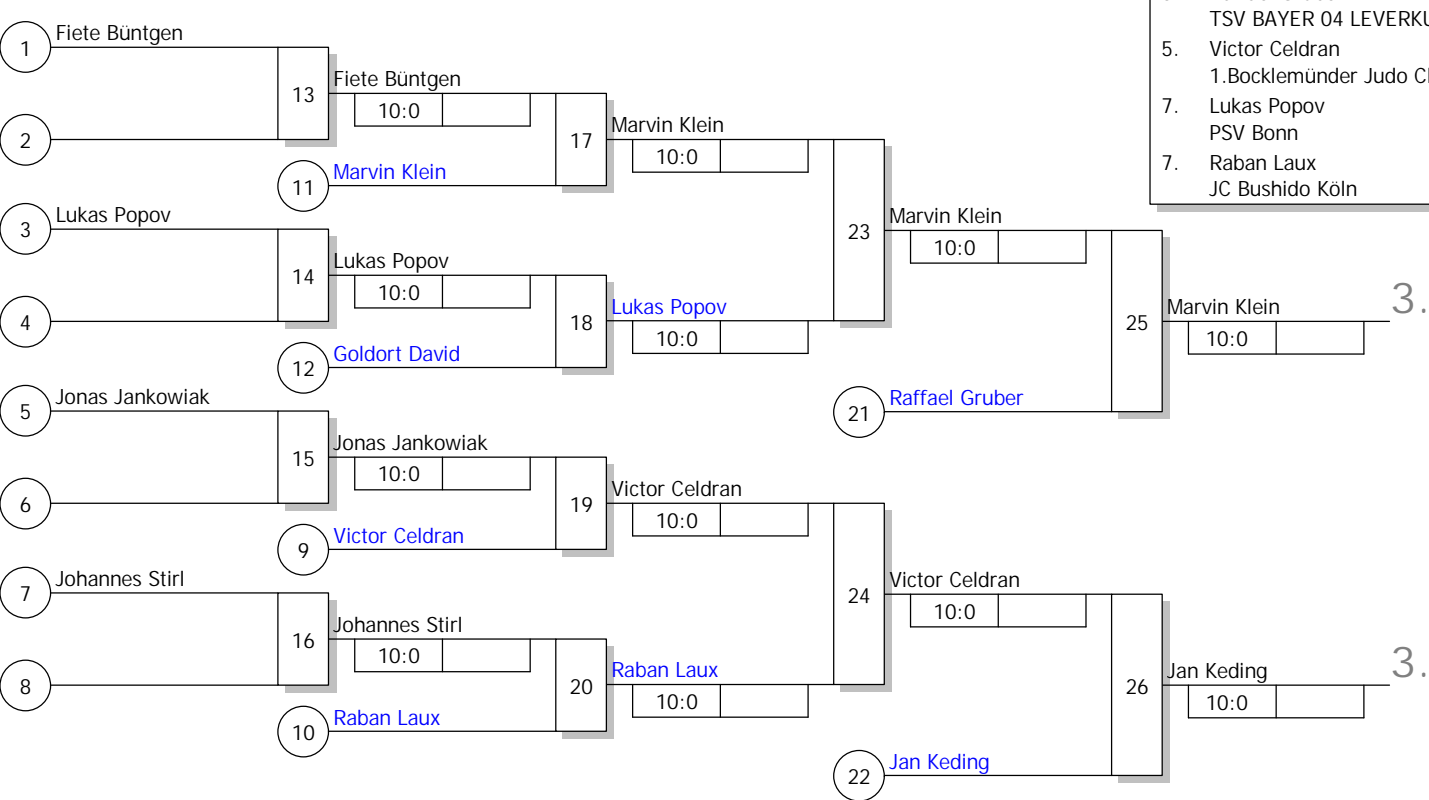 TSV BAYER 04 LEVERKU
5. Victor Celdran
1.Bocklemünder Judo Cl
7. Lukas Popov
PSV Bonn
7. Raban Laux
JC Bushido Köln
1 Fiete Büntgen
2
13 Fiete Büntgen
10:0
11 Marvin Klein
17 Marvin Klein
10:0
3 Lukas Popov
4
14 Lukas Popov
10:0
12 Goldort David
18 Lukas Popov
10:0
23 Marvin Klein
10:0
21 Raffael Gruber
25 Marvin Klein 3.
10:0
5 Jonas Jankowiak
6
15 Jonas Jankowiak
10:0
9 Victor Celdran
19 Victor Celdran
10:0
7 Johannes Stirl
8
16 Johannes Stirl
10:0
10 Raban Laux
20 Raban Laux
10:0
24 Victor Celdran
10:0
22 Jan Keding
26 Jan Keding 3.
10:0